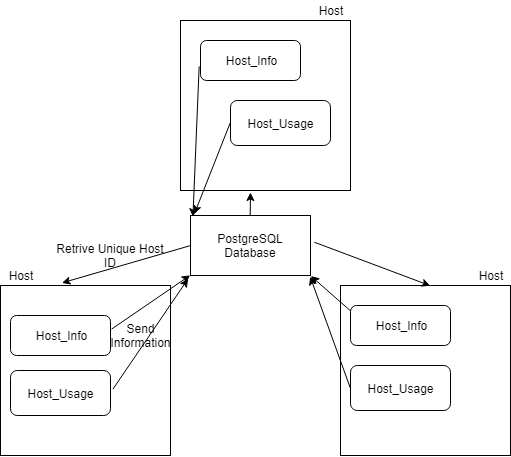 Host
Host_Info
Host_Usage
PostgreSQL
Database
Retrive Unique Host
ID
Host
Host_Info
Send
Information
Host_Usage
Host
Host_Info
Host_Usage